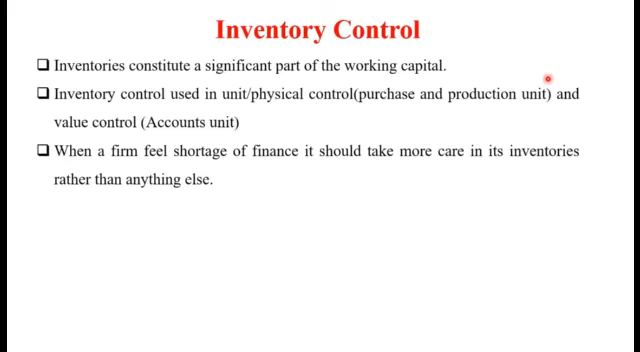 Inventory Control
❑ Inventories constitute a significant part of the working capital.
❑ Inventory control used in unit/physical control(purchase and production unit) and
value control (Accounts unit)
❑ When a firm feel shortage of finance it should take more care in its inventories
rather than anything else.